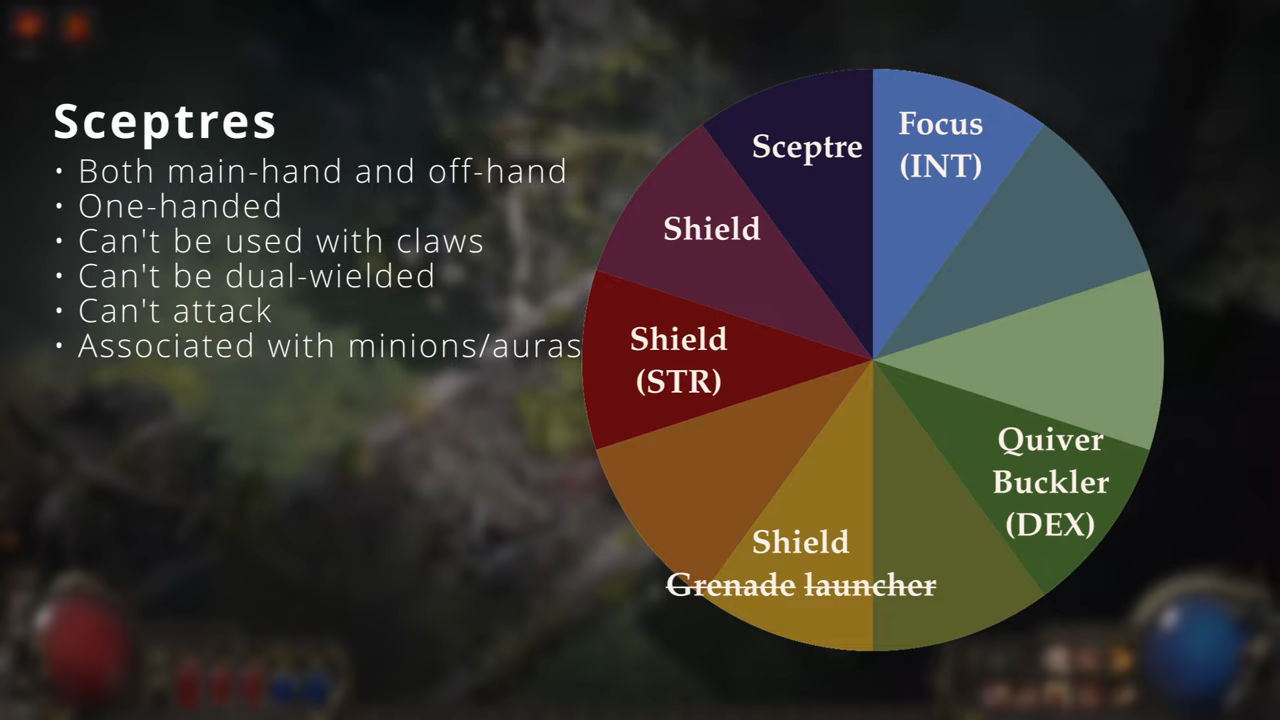 Sceptres
• Both main-hand and off-hand
• One-handed
• Can't be used with claws
• Can't be dual-wielded
• Can't attack
• Associated with minions/auras
Sceptre
Focus
(INT)
Shield
Shield
(STR)
Quiver
Buckler
(DEX)
Shield
Grenade launcher